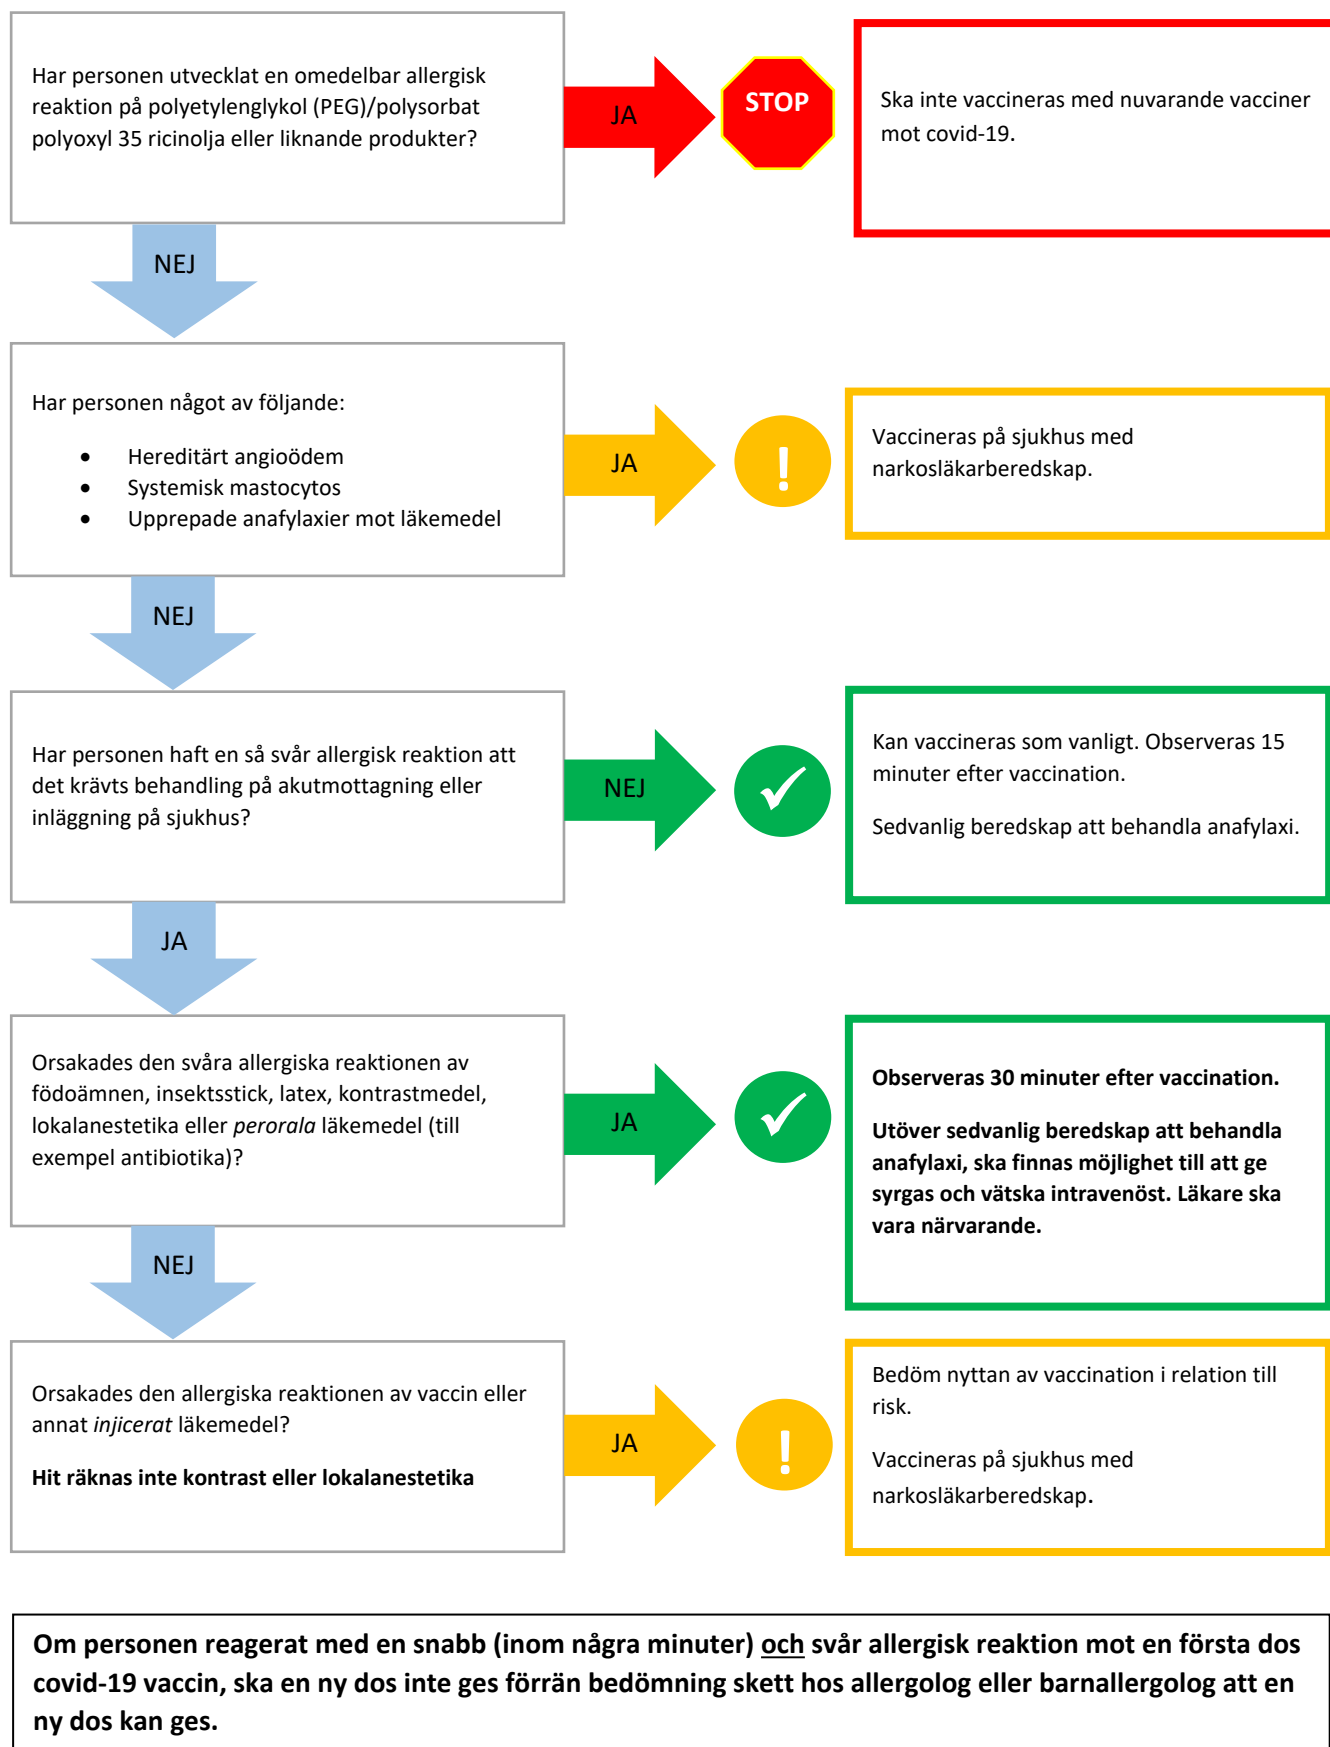 Har personen utvecklat en omedelbar allergisk
reaktion på polyetylenglykol (PEG)/polysorbat
polyoxyl 35 ricinolja eller liknande produkter?
JA
STOP
Ska inte vaccineras med nuvarande vacciner
mot covid-19.
NEJ
Har personen något av följande:
• Hereditärt angioödem
• Systemisk mastocytos
• Upprepade anafylaxier mot läkemedel
JA
!
Vaccineras på sjukhus med
narkosläkarberedskap.
NEJ
Har personen haft en så svår allergisk reaktion att
det krävts behandling på akutmottagning eller
inläggning på sjukhus?
NEJ
Kan vaccineras som vanligt. Observeras 15
minuter efter vaccination.
Sedvanlig beredskap att behandla anafylaxi.
JA
Orsakades den svåra allergiska reaktionen av
födoämnen, insektsstick, latex, kontrastmedel,
lokalanestetika eller perorala läkemedel (till
exempel antibiotika)?
JA
Observeras 30 minuter efter vaccination.
Utöver sedvanlig beredskap att behandla
anafylaxi, ska finnas möjlighet till att ge
syrgas och vätska intravenöst. Läkare ska
vara närvarande.
NEJ
Orsakades den allergiska reaktionen av vaccin eller
annat injicerat läkemedel?
Hit räknas inte kontrast eller lokalanestetika
JA
!
Bedöm nyttan av vaccination i relation till
risk.
Vaccineras på sjukhus med
narkosläkarberedskap.
Om personen reagerat med en snabb (inom några minuter) och svår allergisk reaktion mot en första dos
covid-19 vaccin, ska en ny dos inte ges förrän bedömning skett hos allergolog eller barnallergolog att en
ny dos kan ges.